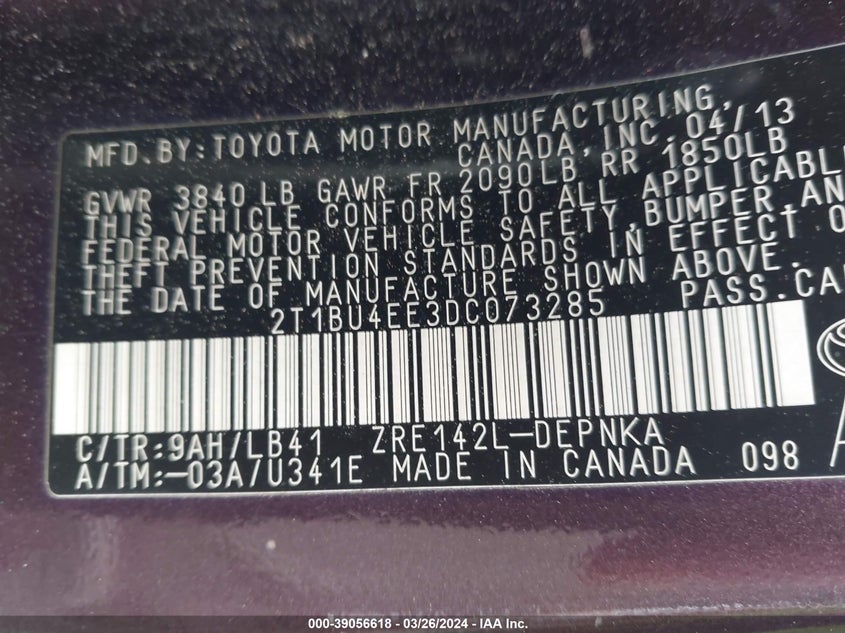 MFD. BY: TOYOTA MOTOR MANUFACTURING,
CANADA, INC. 04/13
GVWR 3840 LB GAWR FR 2090LB RR 1850LB
THIS VEHICLE CONFORMS TO ALL APPLICABLE
FEDERAL MOTOR VEHICLE SAFETY, BUMPER, AN
THEFT PREVENTION STANDARDS IN EFFECT O
THE DATE OF MANUFACTURE SHOWN ABOVE.
2T1BU4EE3DC073285 PASS. CA
C/TR:9AH/LB41 ZRE142L-DEPNKA
A/TM:-03A/U341E MADE IN CANADA 098
000-39056618 - 03/26/2024 - IAA Inc.